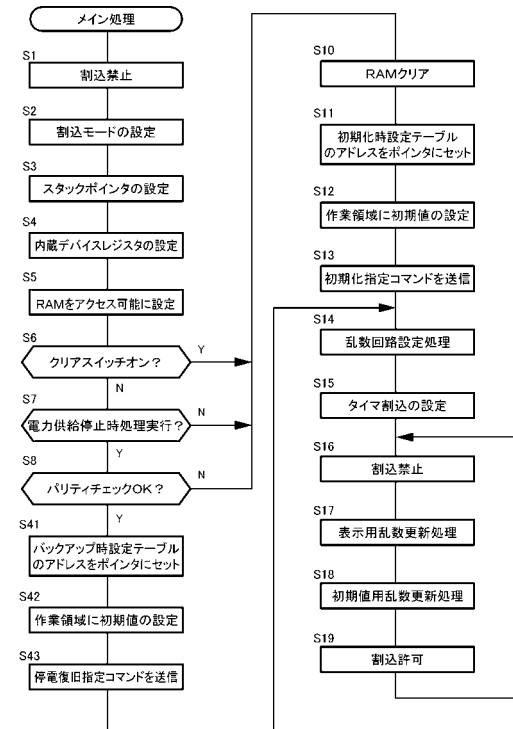 メイン処理
S1
割込禁止
S2
割込モードの設定
S3
スタックポインタの設定
S4
内蔵デバイスレジスタの設定
S5
RAMをアクセス可能に設定
S6
クリアスイッチオン？
Y
N
S7
電力供給停止時処理実行？
N
Y
S8
パリティチェックOK？
N
Y
S41
バックアップ時設定テーブル
のアドレスをポインタにセット
S42
作業領域に初期値の設定
S43
停電復旧指定コマンドを送信
S10
RAMクリア
S11
初期化時設定テーブル
のアドレスをポインタにセット
S12
作業領域に初期値の設定
S13
初期化指定コマンドを送信
S14
乱数回路設定処理
S15
タイマ割込の設定
S16
割込禁止
S17
表示用乱数更新処理
S18
初期値用乱数更新処理
S19
割込許可